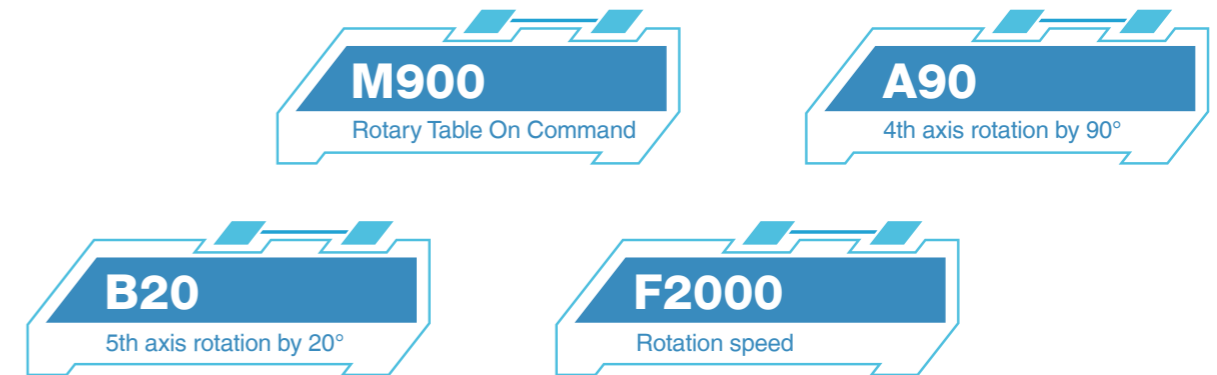 M900
Rotary Table On Command
A90
4th axis rotation by 90°
B20
5th axis rotation by 20°
F2000
Rotation speed